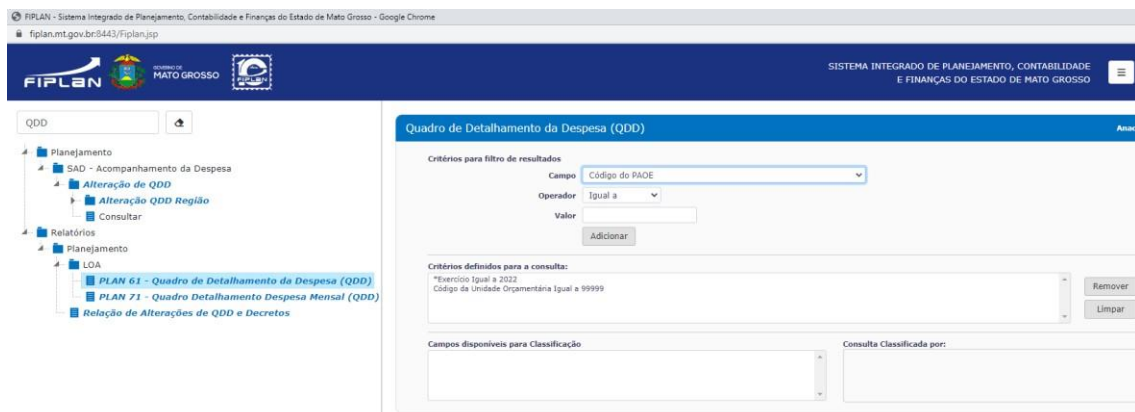 FIPLAN - Sistema Integrado de Planejamento, Contabilidade e Finanças do Estado de Mato Grosso - Google Chrome
fiplan.mt.gov.br:8443/Fiplan.jsp
FIPLAN
GOVERNO DE
MATO GROSSO
FIPLAN
SISTEMA INTEGRADO DE PLANEJAMENTO, CONTABILIDADE
E FINANÇAS DO ESTADO DE MATO GROSSO
QDD
Planejamento
SAD - Acompanhamento da Despesa
Alteração de QDD
Alteração QDD Região
Consultar
Relatórios
Planejamento
LOA
PLAN 61 - Quadro de Detalhamento da Despesa (QDD)
PLAN 71 - Quadro Detalhamento Despesa Mensal (QDD)
Relação de Alterações de QDD e Decretos
Quadro de Detalhamento da Despesa (QDD)
Anac
Critérios para filtro de resultados
Campo Código do PAOE
Operador Igual a
Valor
Adicionar
Critérios definidos para a consulta:
*Exercício Igual a 2022
Código da Unidade Orçamentária Igual a 99999
Remover
Limpar
Campos disponíveis para Classificação
Consulta Classificada por: